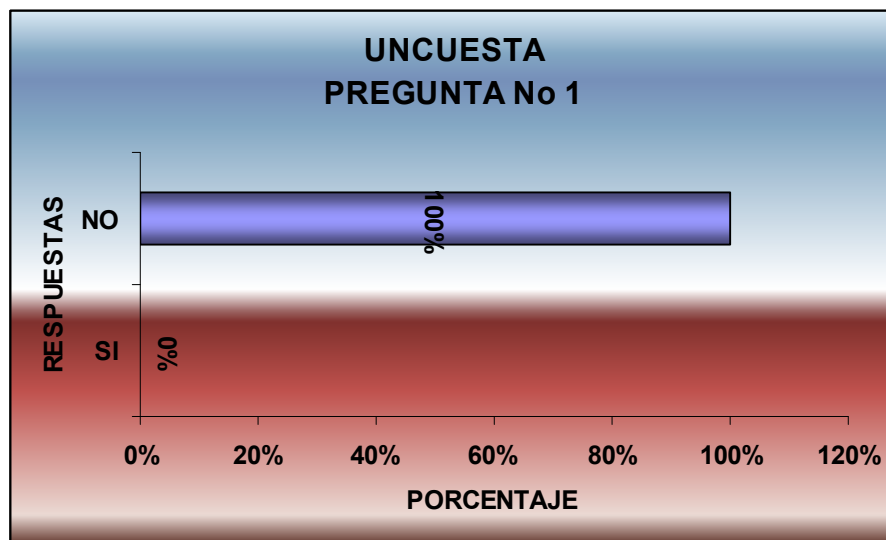 UNCUESTA
PREGUNTA No 1
RESPUESTAS
NO
100%
SI
0%
0% 20% 40% 60% 80% 100% 120%
PORCENTAJE